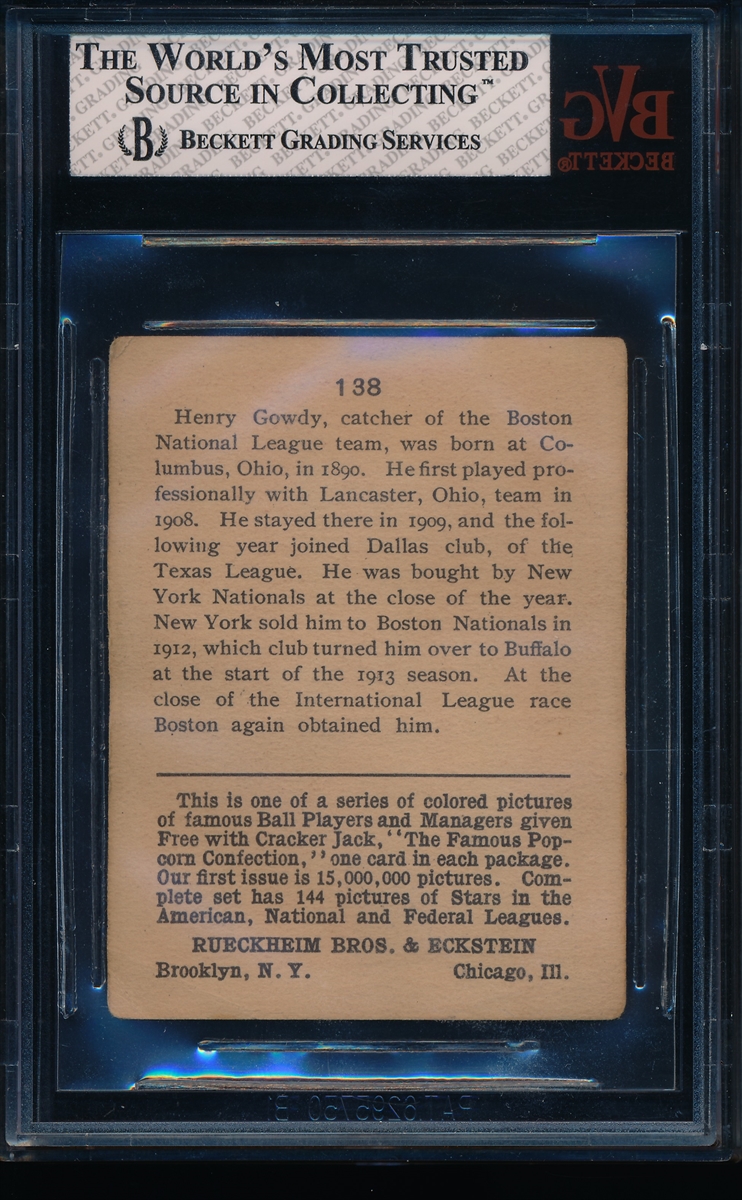 THE WORLD'S MOST TRUSTED
SOURCE IN COLLECTING™
B BECKETT GRADING SERVICES
BVG
BECKETT®
138
Henry Gowdy, catcher of the Boston
National League team, was born at Co-
lumbus, Ohio, in 1890. He first played pro-
fessionally with Lancaster, Ohio, team in
1908. He stayed there in 1909, and the fol-
lowing year joined Dallas club, of the
Texas League. He was bought by New
York Nationals at the close of the year.
New York sold him to Boston Nationals in
1912, which club turned him over to Buffalo
at the start of the 1913 season. At the
close of the International League race
Boston again obtained him.
This is one of a series of colored pictures
of famous Ball Players and Managers given
Free with Cracker Jack, "The Famous Pop-
corn Confection," one card in each package.
Our first issue is 15,000,000 pictures. Com-
plete set has 144 pictures of Stars in the
American, National and Federal Leagues.
RUECKHEIM BROS. & ECKSTEIN
Brooklyn, N. Y. Chicago, Ill.